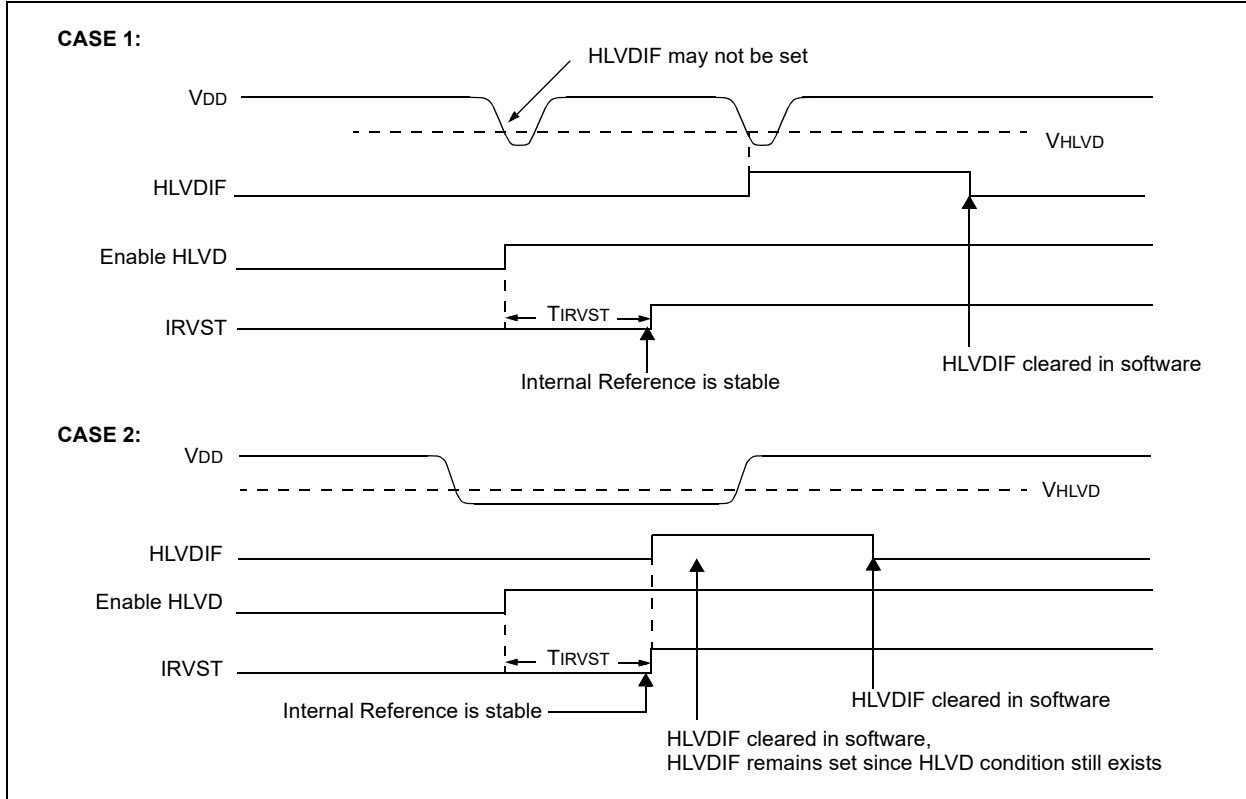 CASE 1:
HLVDIF may not be set
VDD
VHLVD
HLVDIF
Enable HLVD
TIRVST
IRVST
HLVDIF cleared in software
Internal Reference is stable
CASE 2:
VDD
VHLVD
HLVDIF
Enable HLVD
TIRVST
IRVST
HLVDIF cleared in software
Internal Reference is stable
HLVDIF cleared in software,
HLVDIF remains set since HLVD condition still exists